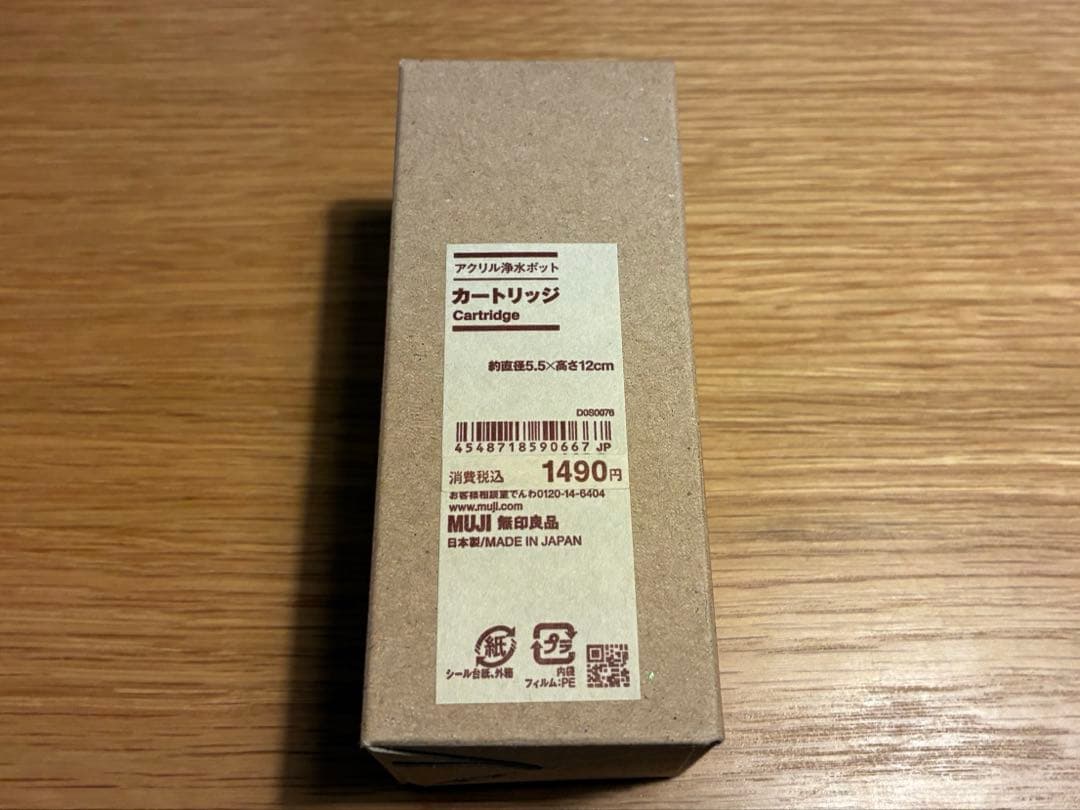 アクリル浄水ポット
カートリッジ
Cartridge
約直径5.5×高さ12cm
D0S0076
4548718590667 JP
消費税込 1490円
お客様相談室でんわ0120-14-6404
www.muji.com
MUJI 無印良品
日本製/MADE IN JAPAN
紙 プラ
シール台紙、外箱
内袋
フィルム:PE